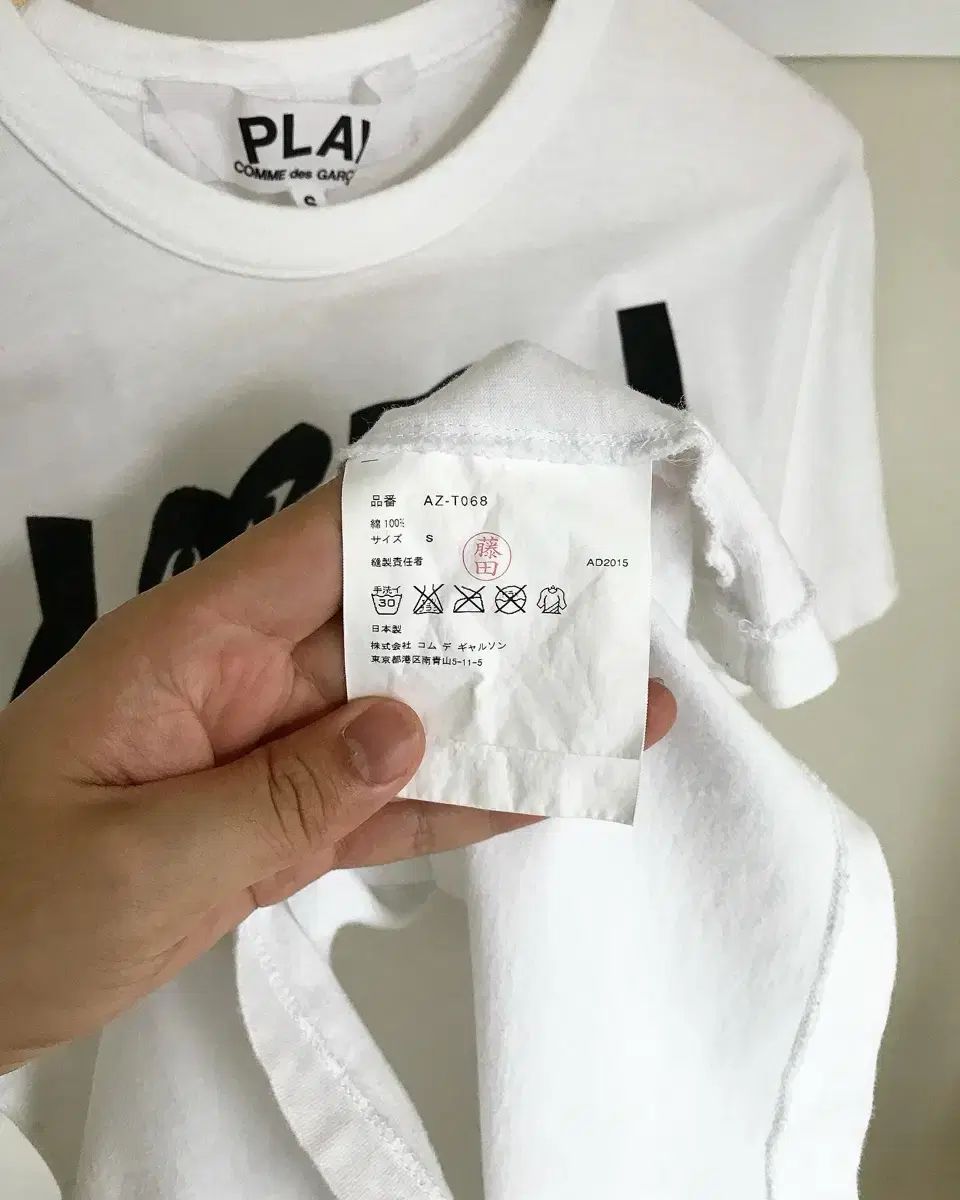 PLAY
COMME des GARÇ
S
品番 AZ-T068
綿 100%
サイズ S
縫製責任者 藤田 AD2015
手洗イ
30
日本製
株式会社 コム デ ギャルソン
東京都港区南青山5-11-5